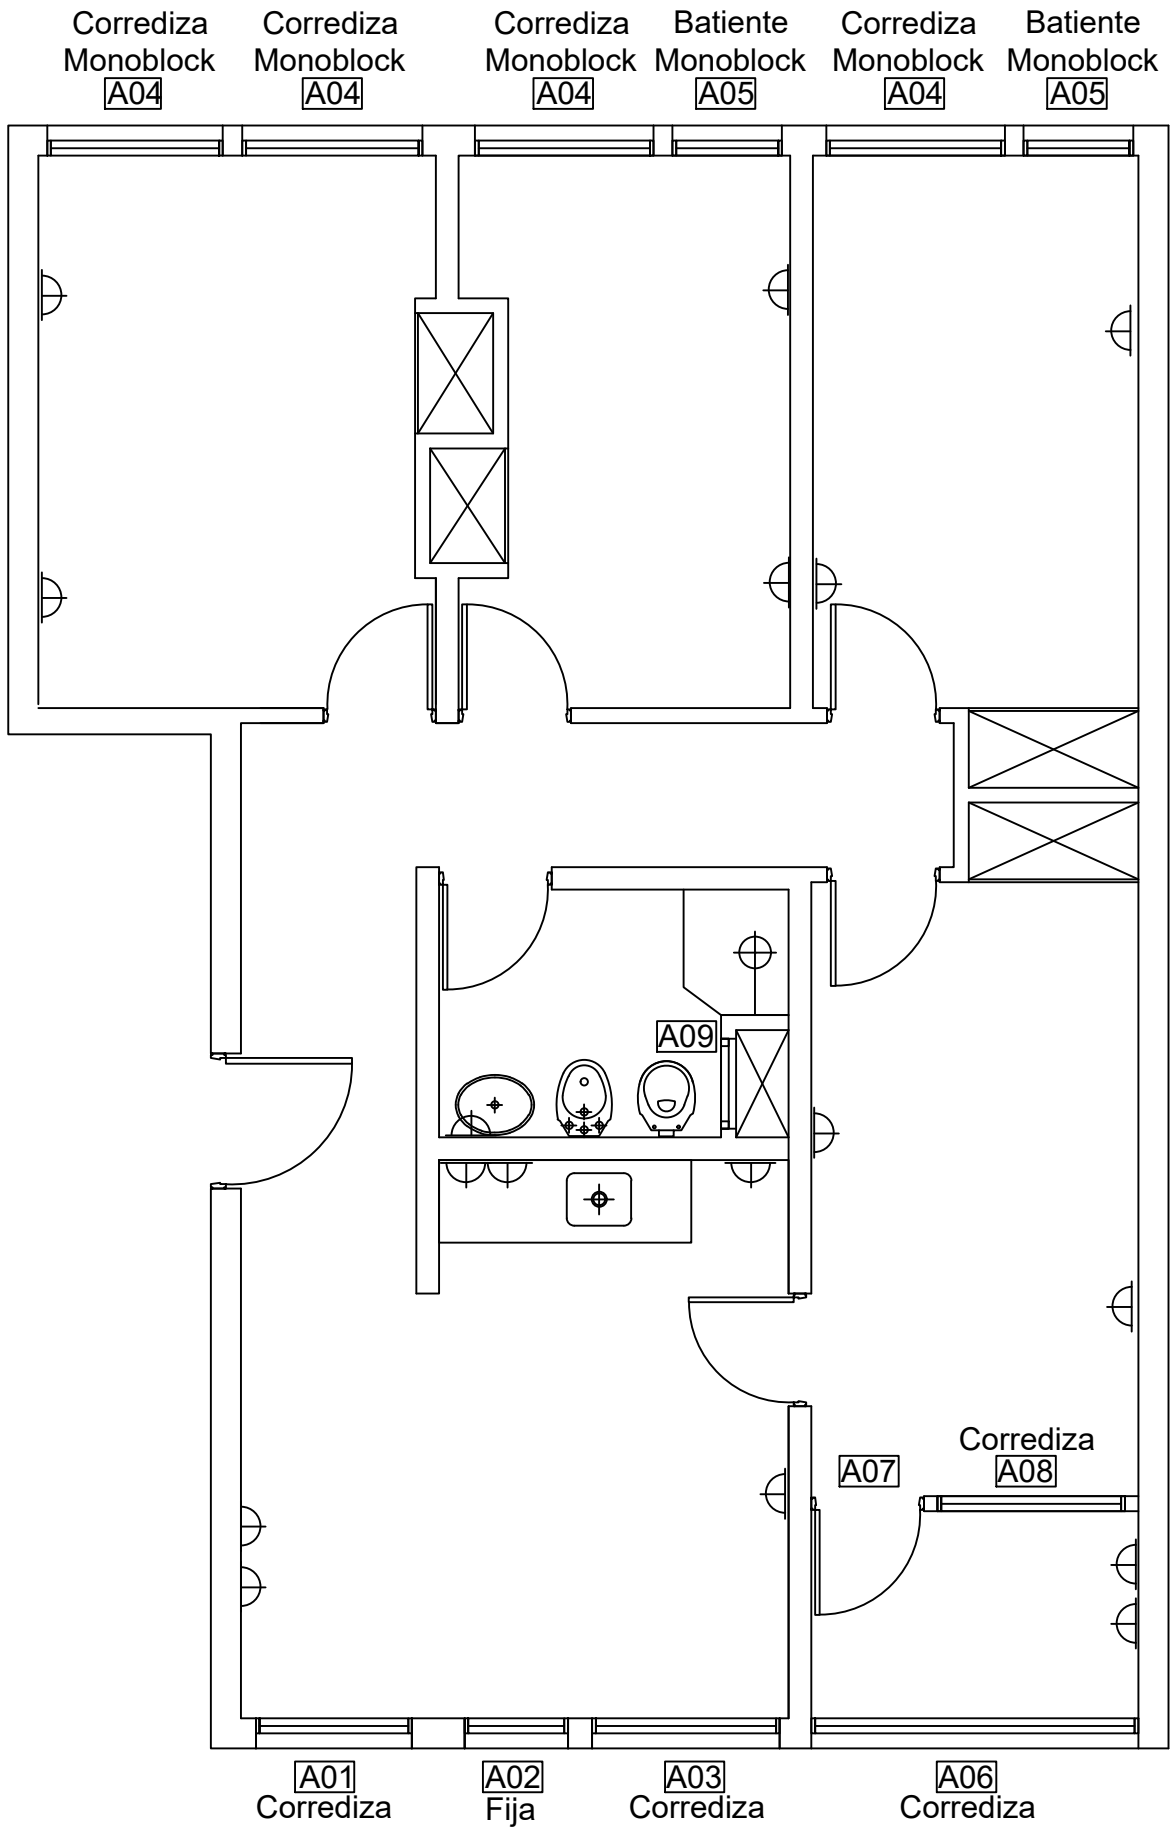 Corrediza
Monoblock
A04
Corrediza
Monoblock
A04
Corrediza
Monoblock
A04
Batiente
Monoblock
A05
Corrediza
Monoblock
A04
Batiente
Monoblock
A05
A09
A07
Corrediza
A08
A01
Corrediza
A02
Fija
A03
Corrediza
A06
Corrediza